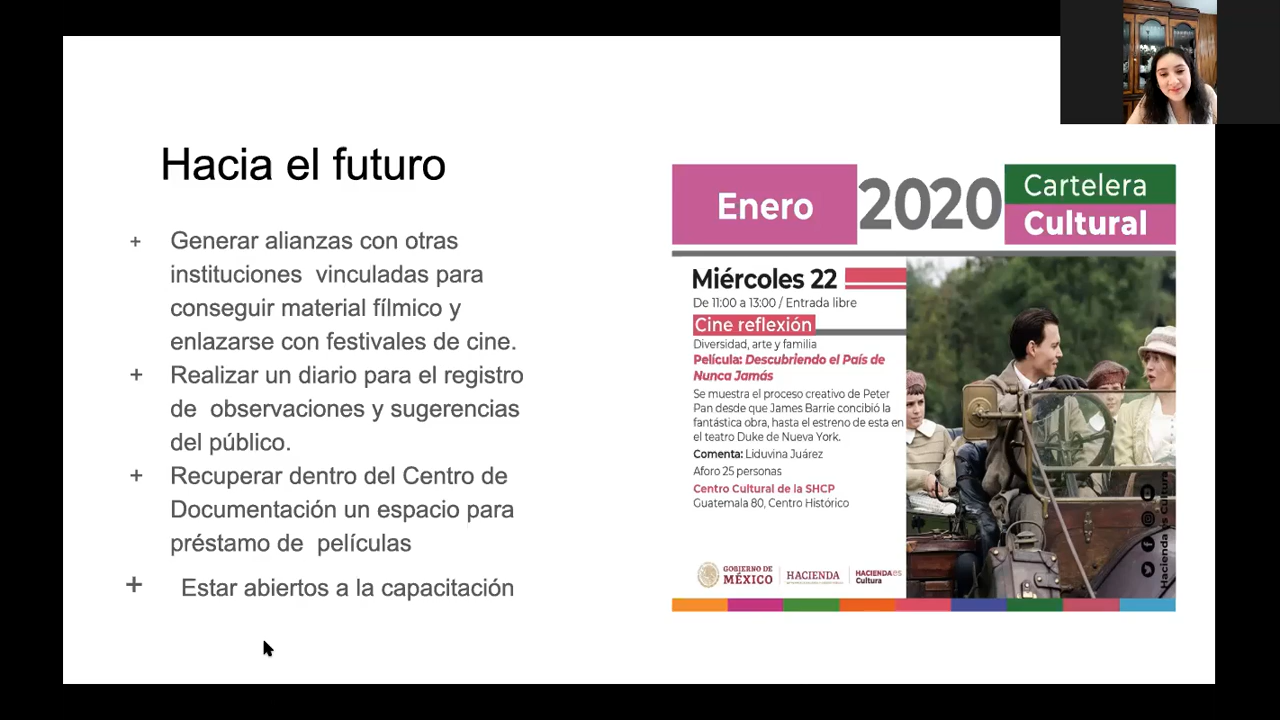 Hacia el futuro
+ Generar alianzas con otras
instituciones vinculadas para
conseguir material fílmico y
enlazarse con festivales de cine.
+ Realizar un diario para el registro
de observaciones y sugerencias
del público.
+ Recuperar dentro del Centro de
Documentación un espacio para
préstamo de películas
+ Estar abiertos a la capacitación
Enero 2020 Cartelera
Cultural
Miércoles 22
De 11:00 a 13:00 / Entrada libre
Cine reflexión
Diversidad, arte y familia
Película: Descubriendo el País de
Nunca Jamás
Se muestra el proceso creativo de Peter
Pan desde que James Barrie concibió la
fantástica obra, hasta el estreno de esta en
el teatro Duke de Nueva York.
Comenta: Liduvina Juárez
Aforo 25 personas
Centro Cultural de la SHCP
Guatemala 80, Centro Histórico
GOBIERNO DE
MÉXICO
HACIENDA
HACIENDA es
Cultura
Hacienda es Cultura